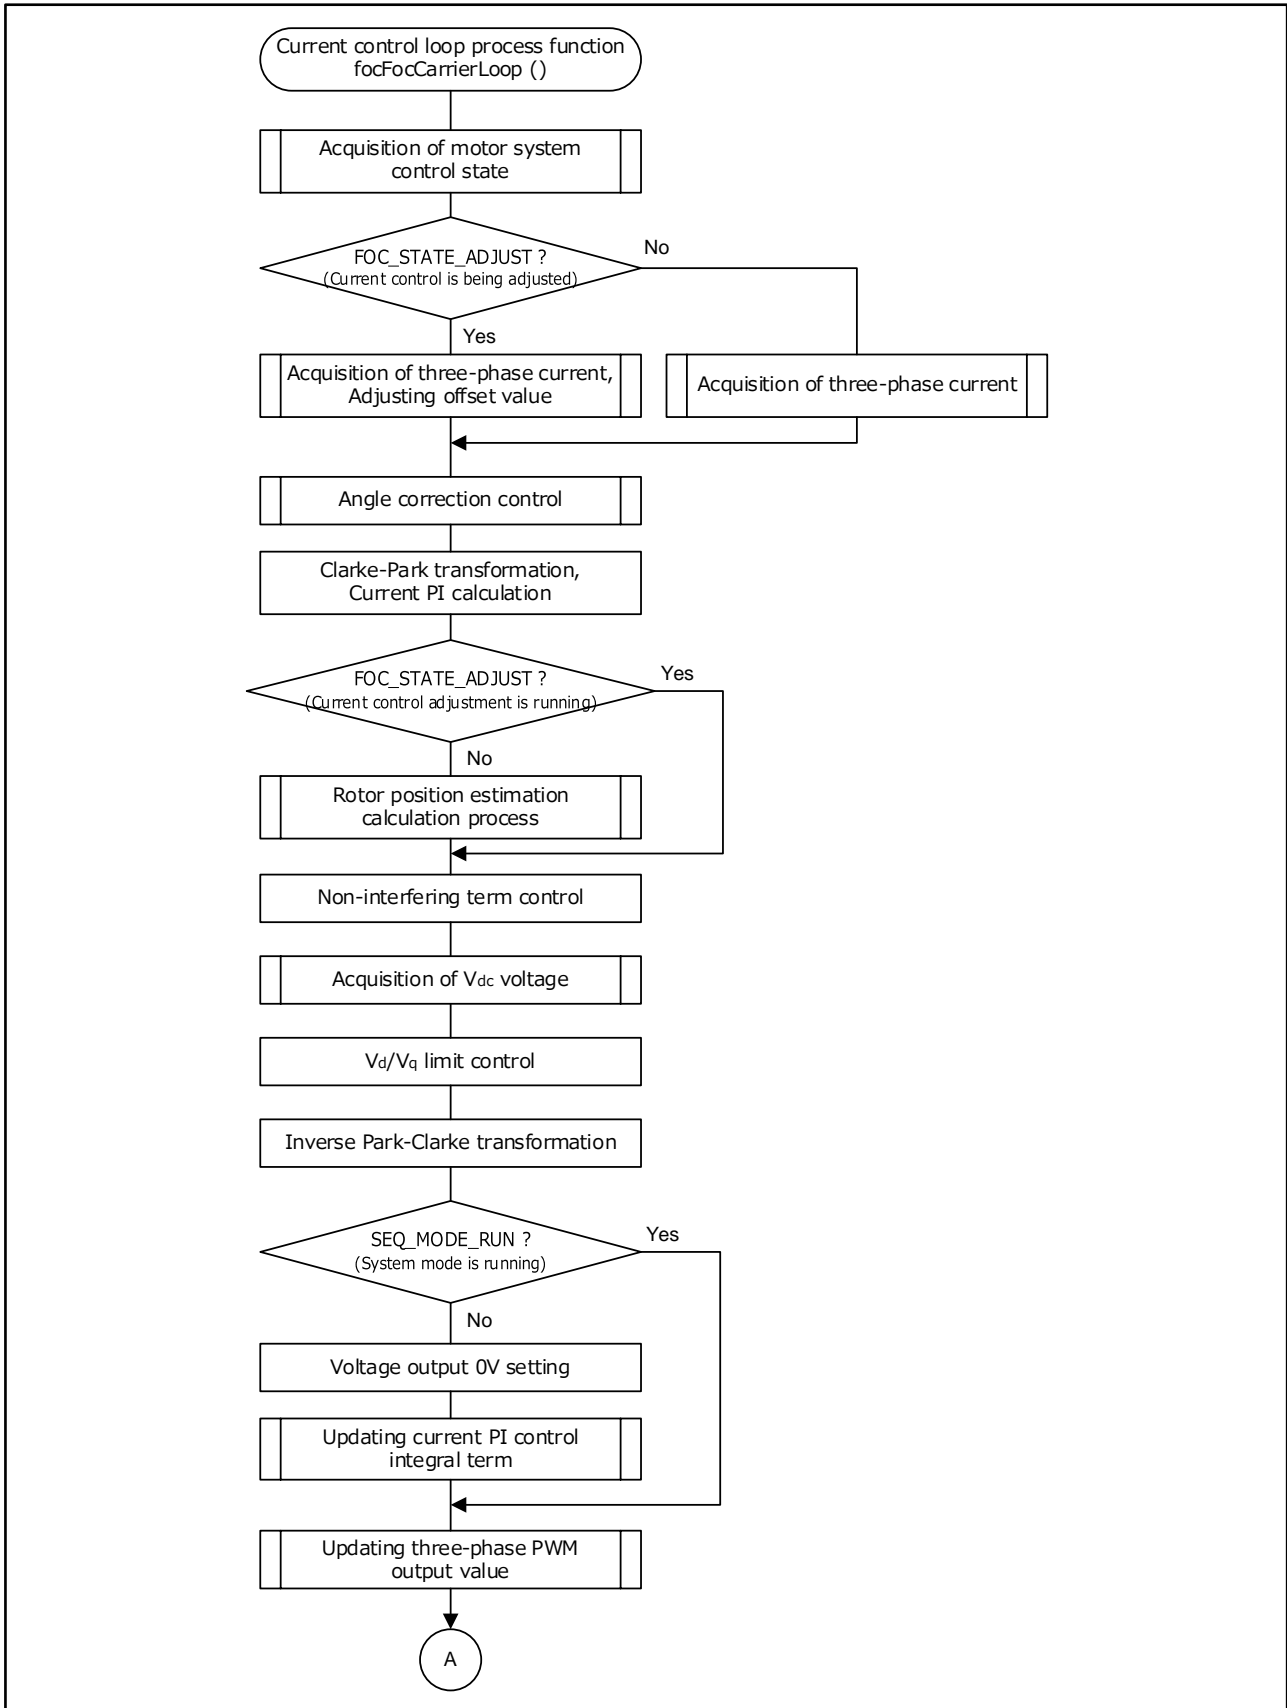 Current control loop process function
focFocCarrierLoop ()
Acquisition of motor system
control state
FOC_STATE_ADJUST ?
(Current control is being adjusted)
No
Yes
Acquisition of three-phase current,
Adjusting offset value
Acquisition of three-phase current
Angle correction control
Clarke-Park transformation,
Current PI calculation
FOC_STATE_ADJUST ?
(Current control adjustment is running)
Yes
No
Rotor position estimation
calculation process
Non-interfering term control
Acquisition of Vdc voltage
Vd/Vq limit control
Inverse Park-Clarke transformation
SEQ_MODE_RUN ?
(System mode is running)
Yes
No
Voltage output 0V setting
Updating current PI control
integral term
Updating three-phase PWM
output value
A